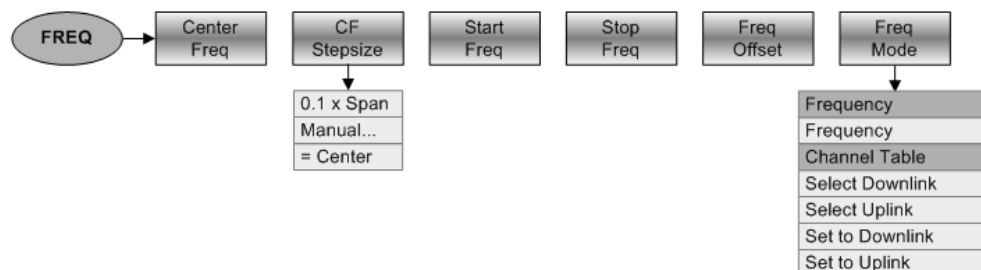 FREQ
Center
Freq
CF
Stepsize
Start
Freq
Stop
Freq
Freq
Offset
Freq
Mode
0.1 x Span
Manual...
= Center
Frequency
Frequency
Channel Table
Select Downlink
Select Uplink
Set to Downlink
Set to Uplink